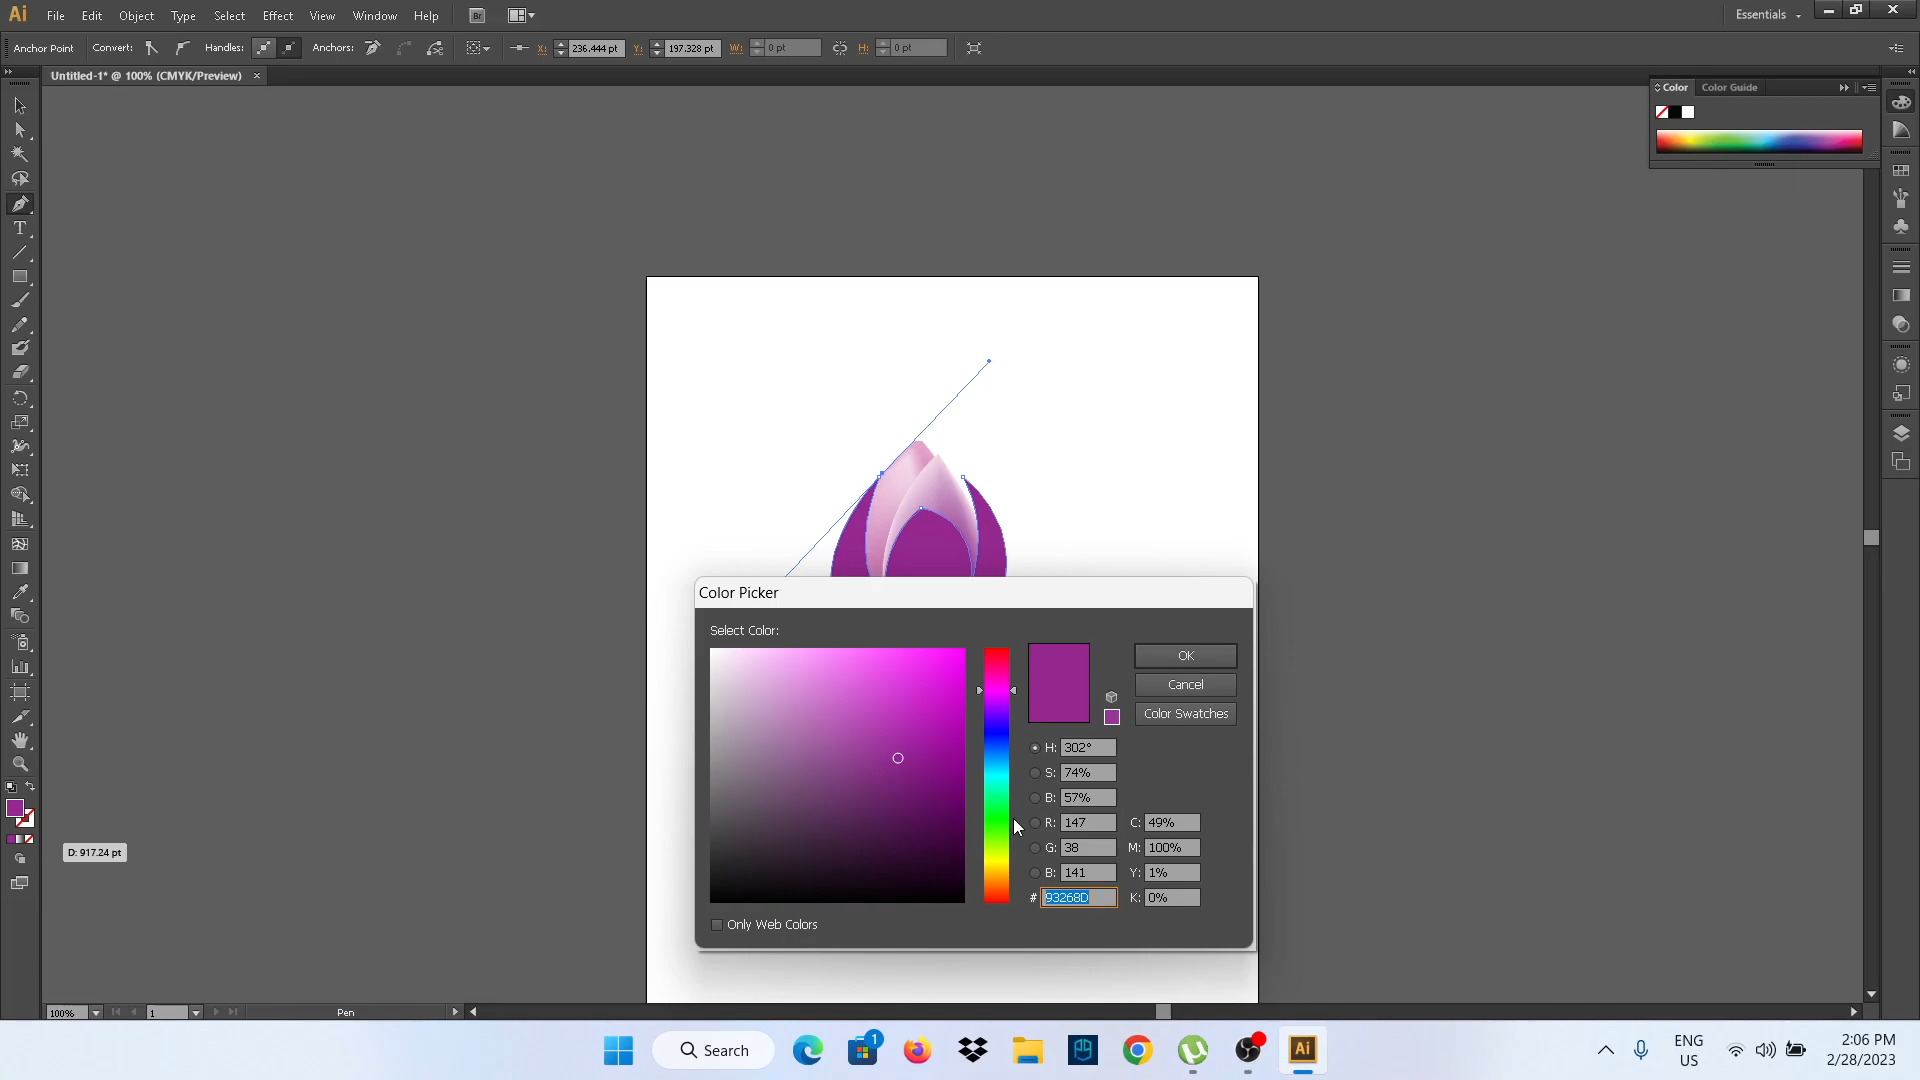 Ai File Edit Object Type Select Effect View Window Help Br Essentials
Anchor Point Convert: Handles: Anchors: X: 236.444 pt Y: 197.328 pt W: 0 pt H: 0 pt
Untitled-1* @ 100% (CMYK/Preview)
Color Color Guide
Color Picker
Select Color:
OK
Cancel
Color Swatches
H: 302°
S: 74%
B: 57%
R: 147 C: 49%
G: 38 M: 100%
B: 141 Y: 1%
# 93268D K: 0%
Only Web Colors
D: 917.24 pt
100% 1 Pen
Search 1 Ai ENG US 2:06 PM 2/28/2023